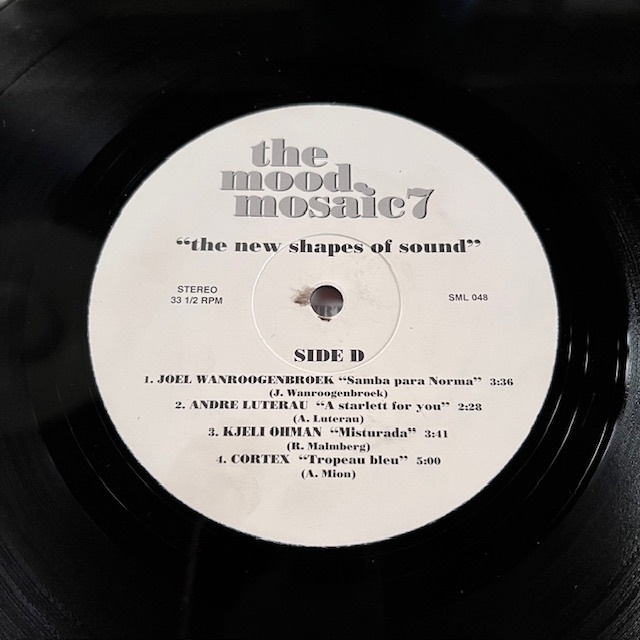 the
mood
mosaic7
“the new shapes of sound”
STEREO
33 1/2 RPM
SML 048
SIDE D
1. JOEL WANROOGENBROEK “Samba para Norma” 3:36
(J. Wanroogenbroek)
2. ANDRE LUTERAU “A starlett for you” 2:28
(A. Luterau)
3. KJELI OHMAN “Misturada” 3:41
(R. Malmberg)
4. CORTEX “Tropeau bleu” 5:00
(A. Mion)